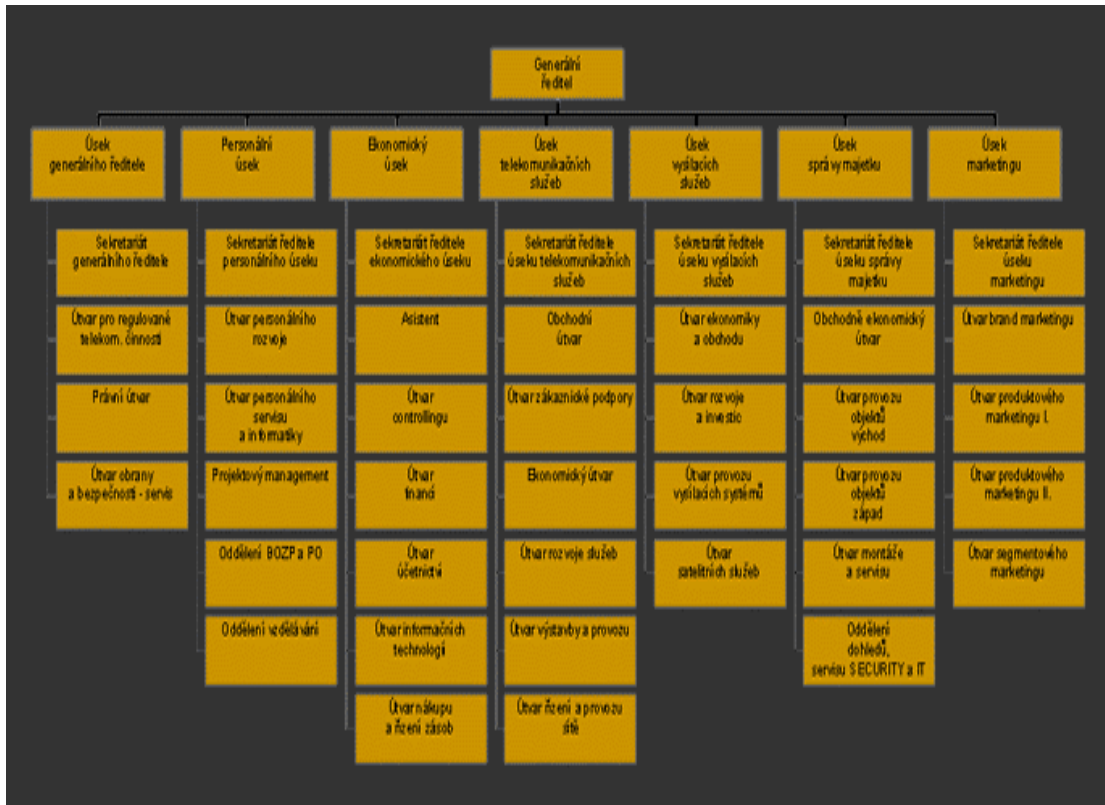 Generální
ředitel
Úsek
generálního ředitele
Personální
úsek
Ekonomický
úsek
Úsek
telekomunikačních
služeb
Úsek
vysílacích
služeb
Úsek
správy majetku
Úsek
marketingu
Sekretariát
generálního ředitele
Útvar pro regulované
telekom. činnosti
Právní útvar
Útvar obrany
a bezpečnosti - servis
Sekretariát ředitele
personálního úseku
Útvar personálního
rozvoje
Útvar personálního
servisu
a informatiky
Projektový management
Oddělení BOZP a PO
Oddělení vzdělávání
Sekretariát ředitele
ekonomického úseku
Asistent
Útvar
controllingu
Útvar
financí
Útvar
účetnictví
Útvar informačních
technologií
Útvar nákupu
a řízení zásob
Sekretariát ředitele
úseku telekomunikačních
služeb
Obchodní
útvar
Útvar zákaznické podpory
Ekonomický útvar
Útvar rozvoje služeb
Útvar výstavby a provozu
Útvar řízení a provozu
sítě
Sekretariát ředitele
úseku vysílacích
služeb
Útvar ekonomiky
a obchodu
Útvar rozvoje
a investic
Útvar provozu
vysílacích systémů
Útvar
satelitních služeb
Sekretariát ředitele
úseku správy
majetku
Obchodně ekonomický
útvar
Útvar provozu
objektů
východ
Útvar provozu
objektů
západ
Útvar montáže
a servisu
Oddělení
dohledů,
servisu SECURITY a IT
Sekretariát ředitele
úseku
marketingu
Útvar brand marketingu
Útvar produktového
marketingu I.
Útvar produktového
marketingu II.
Útvar segmentového
marketingu